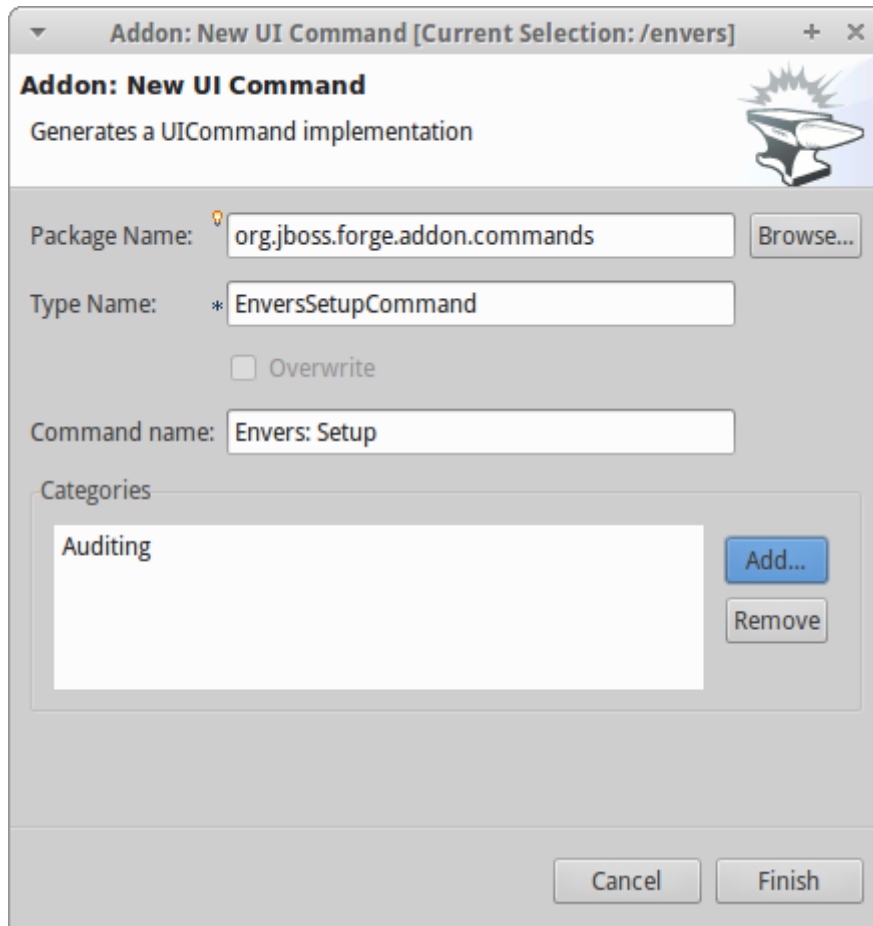 Addon: New UI Command [Current Selection: /envers]
Addon: New UI Command
Generates a UICommand implementation
Package Name: org.jboss.forge.addon.commands Browse...
Type Name: * EnversSetupCommand
Overwrite
Command name: Envers: Setup
Categories
Auditing
Add...
Remove
Cancel Finish